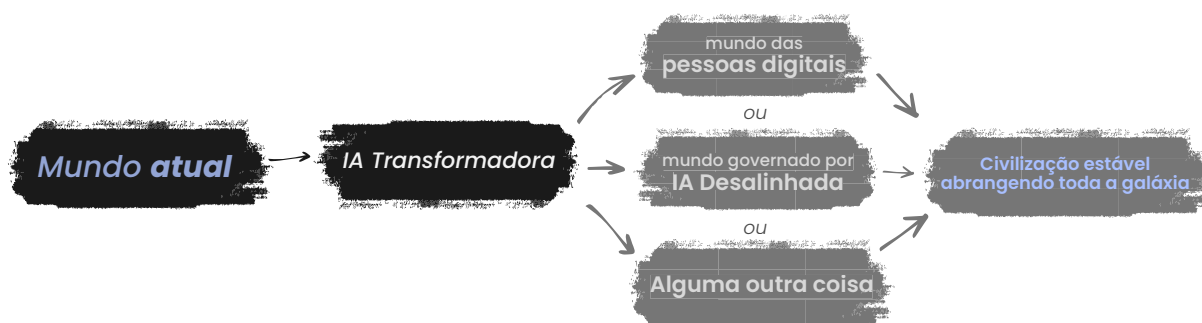 Mundo atual
IA Transformadora
mundo das
pessoas digitais
ou
mundo governado por
IA Desalinhada
ou
Alguma outra coisa
Civilização estável
abrangendo toda a galáxia